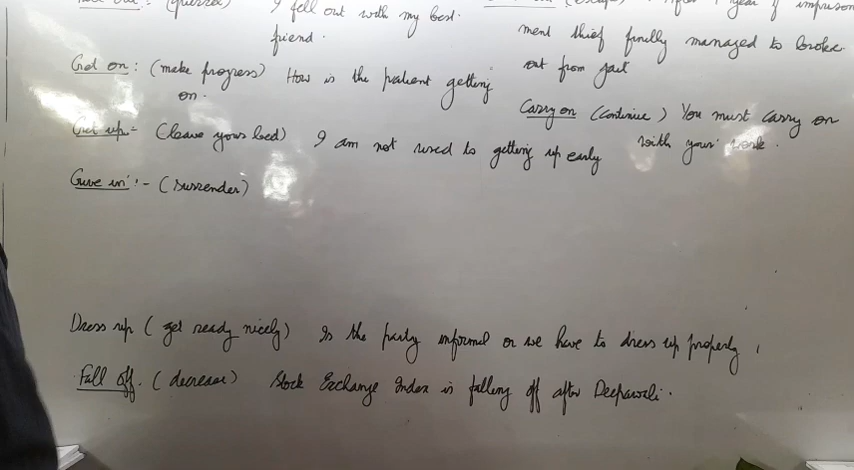 (quarrel) I fell out with my best
friend.
(escape) After 1 year of imprison
ment thief finally managed to broke
out from jail
Get on: (make progress) How is the patient getting
on.
Carry on (continue) You must carry on
with your work.
Get up= (leave your bed) I am not used to getting up early
Give in:- (surrender)
Dress up (get ready nicely) Is the party informal or we have to dress up properly.
Fall off. (decrease) Stock Exchange Index is falling off after Deepawali.